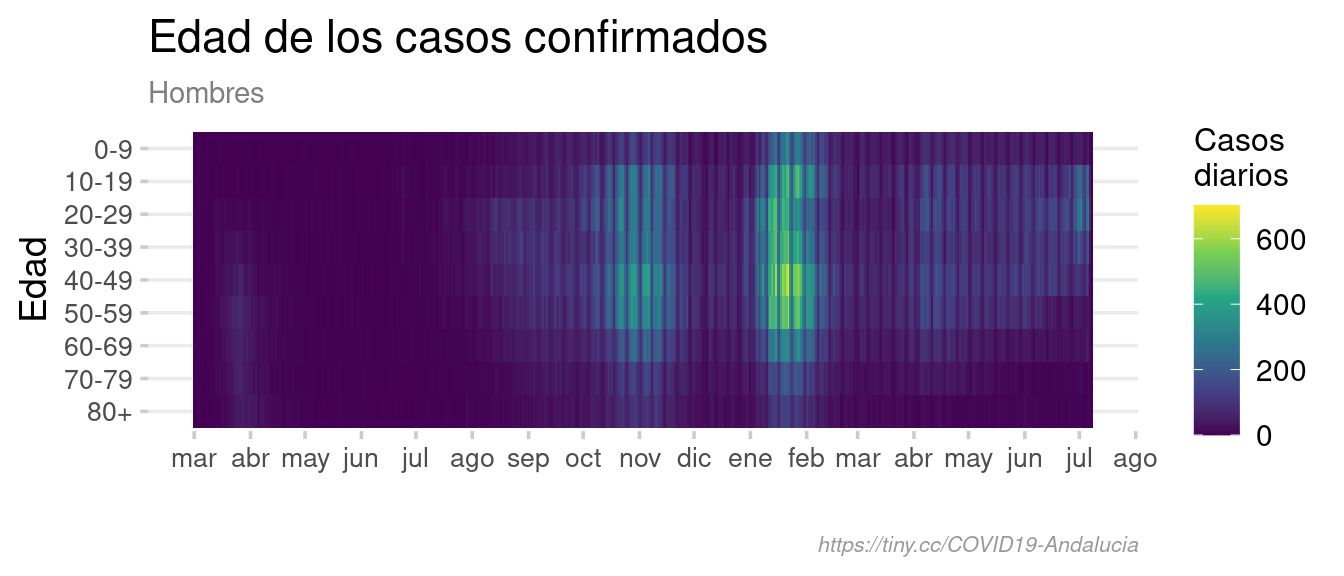 Edad de los casos confirmados
Hombres
Edad
0-9
10-19
20-29
30-39
40-49
50-59
60-69
70-79
80+
mar abr may jun jul ago sep oct nov dic ene feb mar abr may jun jul ago
Casos
diarios
600
400
200
0
https://tiny.cc/COVID19-Andalucia